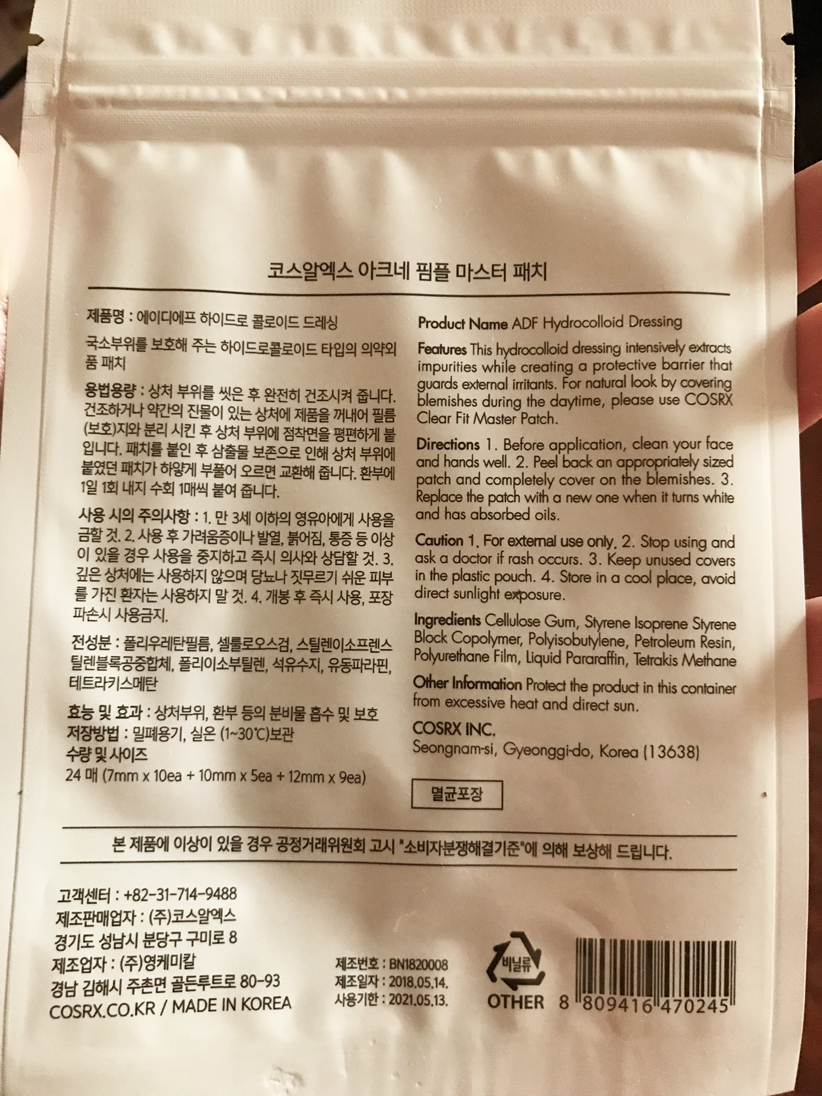 코스알엑스 아크네 핌플 마스터 패치
제품명 : 에이디에프 하이드로 콜로이드 드레싱
국소부위를 보호해 주는 하이드로콜로이드 타입의 의약외
품 패치
용법용량 : 상처 부위를 씻은 후 완전히 건조시켜 줍니다.
건조하거나 약간의 진물이 있는 상처에 제품을 꺼내어 필름
(보호)지와 분리 시킨 후 상처 부위에 점착면을 평편하게 붙
입니다. 패치를 붙인 후 삼출물 보존으로 인해 상처 부위에
붙였던 패치가 하얗게 부풀어 오르면 교환해 줍니다. 환부에
1일 1회 내지 수회 1매씩 붙여 줍니다.
사용 시의 주의사항 : 1. 만 3세 이하의 영유아에게 사용을
금할 것. 2. 사용 후 가려움증이나 발열, 붉어짐, 통증 등 이상
이 있을 경우 사용을 중지하고 즉시 의사와 상담할 것. 3.
깊은 상처에는 사용하지 않으며 당뇨나 짓무르기 쉬운 피부
를 가진 환자는 사용하지 말 것. 4. 개봉 후 즉시 사용, 포장
파손시 사용금지.
전성분 : 폴리우레탄필름, 셀룰로오스검, 스틸렌이소프렌스
틸렌블록공중합체, 폴리이소부틸렌, 석유수지, 유동파라핀,
테트라키스메탄
효능 및 효과 : 상처부위, 환부 등의 분비물 흡수 및 보호
저장방법 : 밀폐용기, 실온 (1~30℃)보관
수량 및 사이즈
24 매 (7mm x 10ea + 10mm x 5ea + 12mm x 9ea)
Product Name ADF Hydrocolloid Dressing
Features This hydrocolloid dressing intensively extracts
impurities while creating a protective barrier that
guards external irritants. For natural look by covering
blemishes during the daytime, please use COSRX
Clear Fit Master Patch.
Directions 1. Before application, clean your face
and hands well. 2. Peel back an appropriately sized
patch and completely cover on the blemishes. 3.
Replace the patch with a new one when it turns white
and has absorbed oils.
Caution 1. For external use only. 2. Stop using and
ask a doctor if rash occurs. 3. Keep unused covers
in the plastic pouch. 4. Store in a cool place, avoid
direct sunlight exposure.
Ingredients Cellulose Gum, Styrene Isoprene Styrene
Block Copolymer, Polyisobutylene, Petroleum Resin,
Polyurethane Film, Liquid Pararaffin, Tetrakis Methane
Other Information Protect the product in this container
from excessive heat and direct sun.
COSRX INC.
Seongnam-si, Gyeonggi-do, Korea (13638)
멸균포장
본 제품에 이상이 있을 경우 공정거래위원회 고시 "소비자분쟁해결기준"에 의해 보상해 드립니다.
고객센터 : +82-31-714-9488
제조판매업자 : (주)코스알엑스
경기도 성남시 분당구 구미로 8
제조업자 : (주)영케미칼
경남 김해시 주촌면 골든루트로 80-93
COSRX.CO.KR / MADE IN KOREA
제조번호 : BN1820008
제조일자 : 2018.05.14.
사용기한 : 2021.05.13.
비닐류
OTHER
8 809416 470245